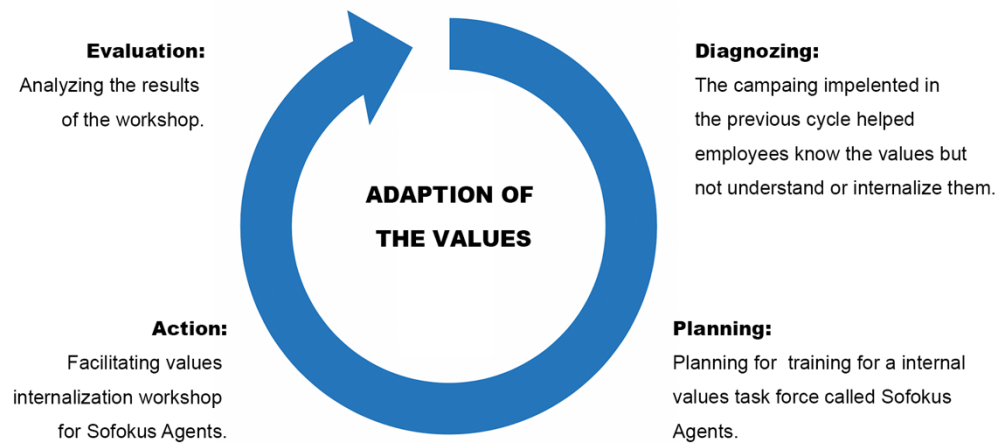 Evaluation:
Analyzing the results
of the workshop.
Diagnozing:
The campaing impelented in
the previous cycle helped
employees know the values but
not understand or internalize them.
ADAPTION OF
THE VALUES
Action:
Facilitating values
internalization workshop
for Sofokus Agents.
Planning:
Planning for training for a internal
values task force called Sofokus
Agents.